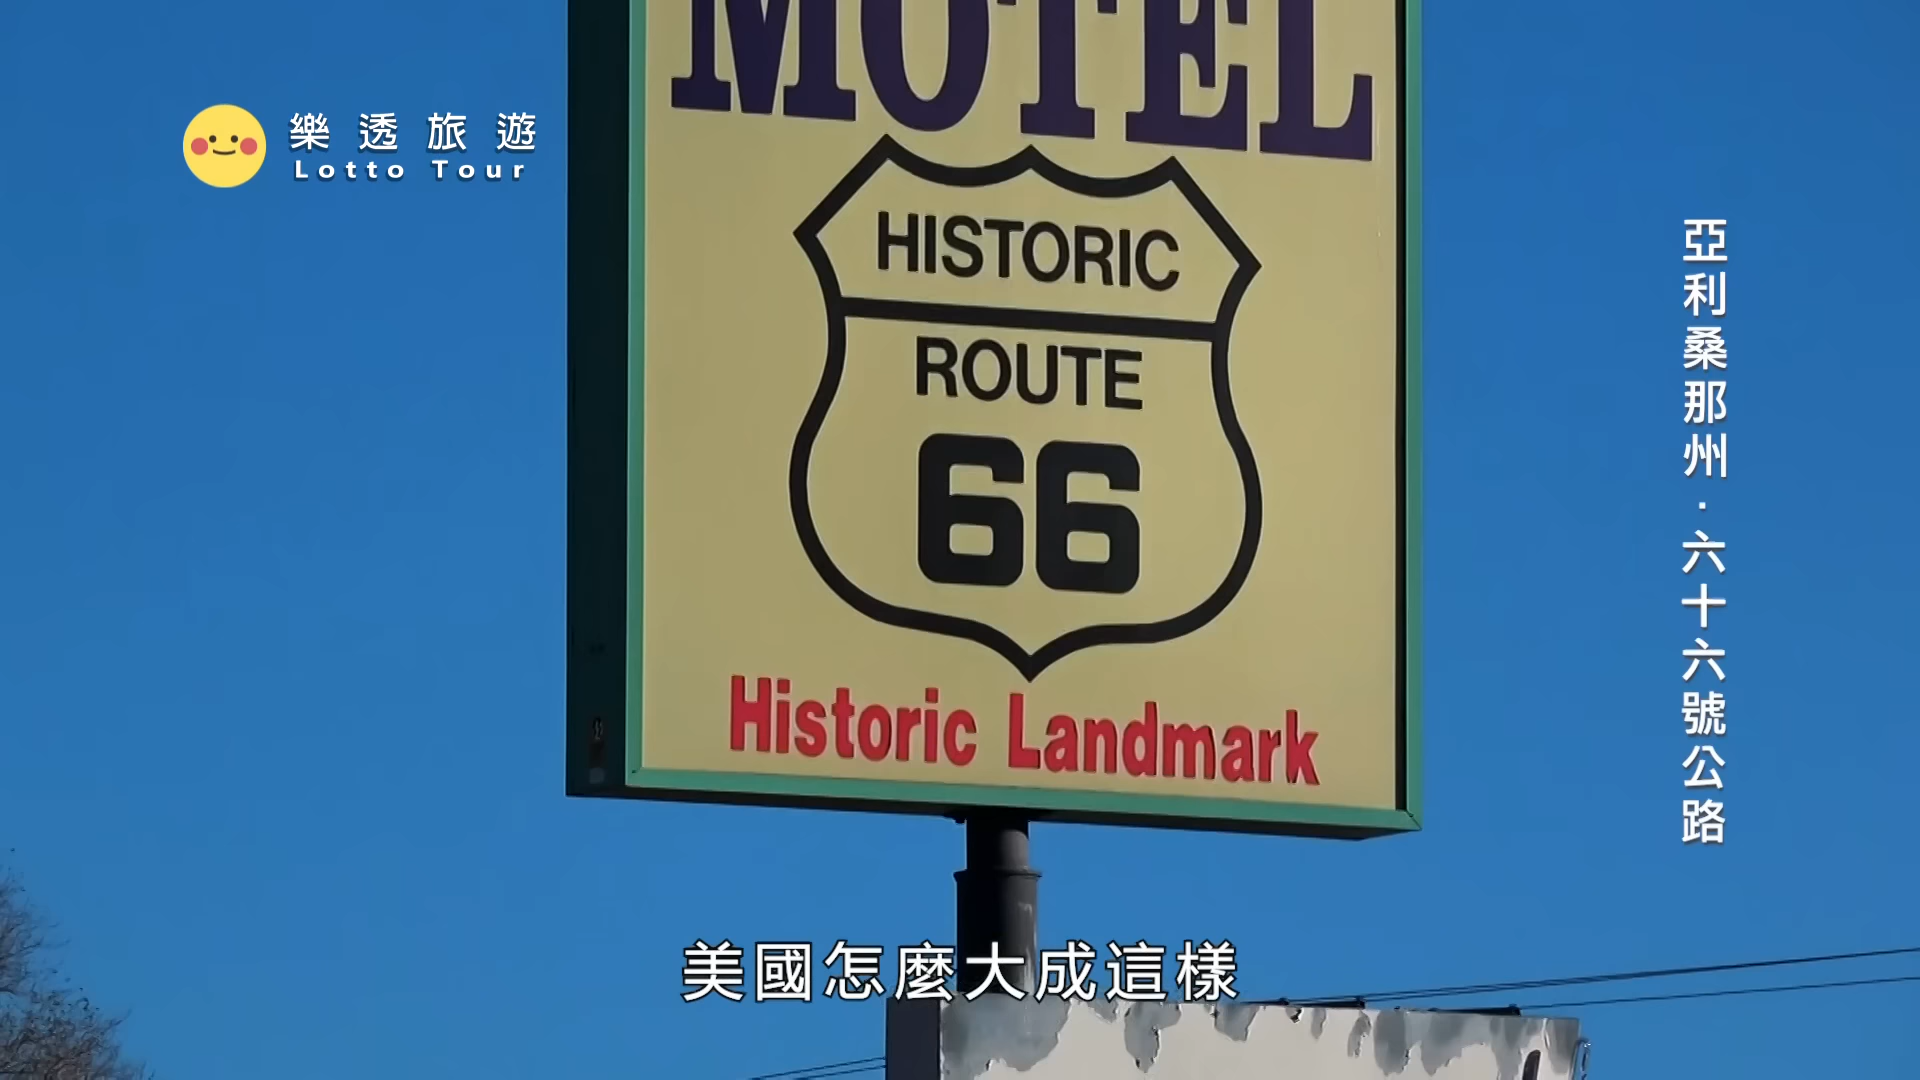 MOTEL
樂透旅遊
Lotto Tour
HISTORIC
ROUTE
66
Historic Landmark
亞利桑那州·六十六號公路
美國怎麼大成這樣